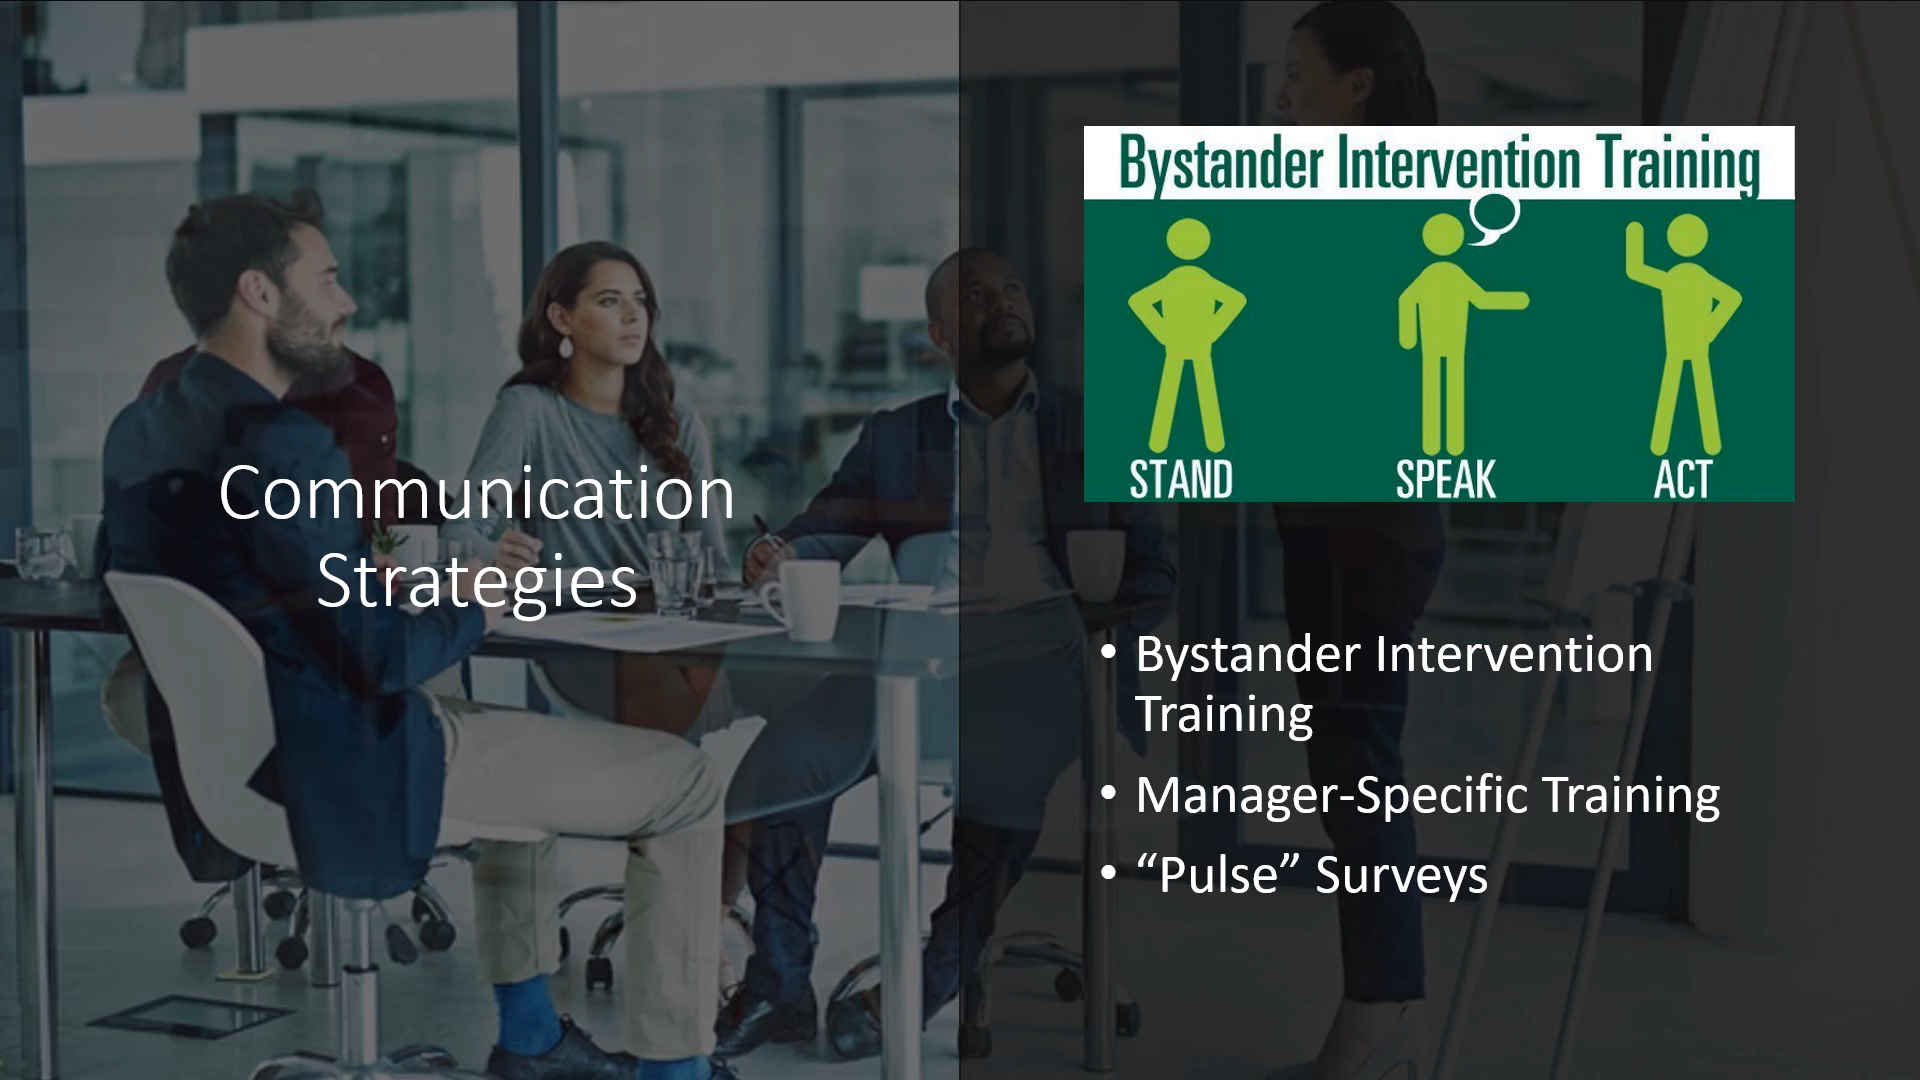 Communication
Strategies
Bystander Intervention Training
STAND
SPEAK
ACT
• Bystander Intervention
Training
• Manager-Specific Training
• “Pulse” Surveys